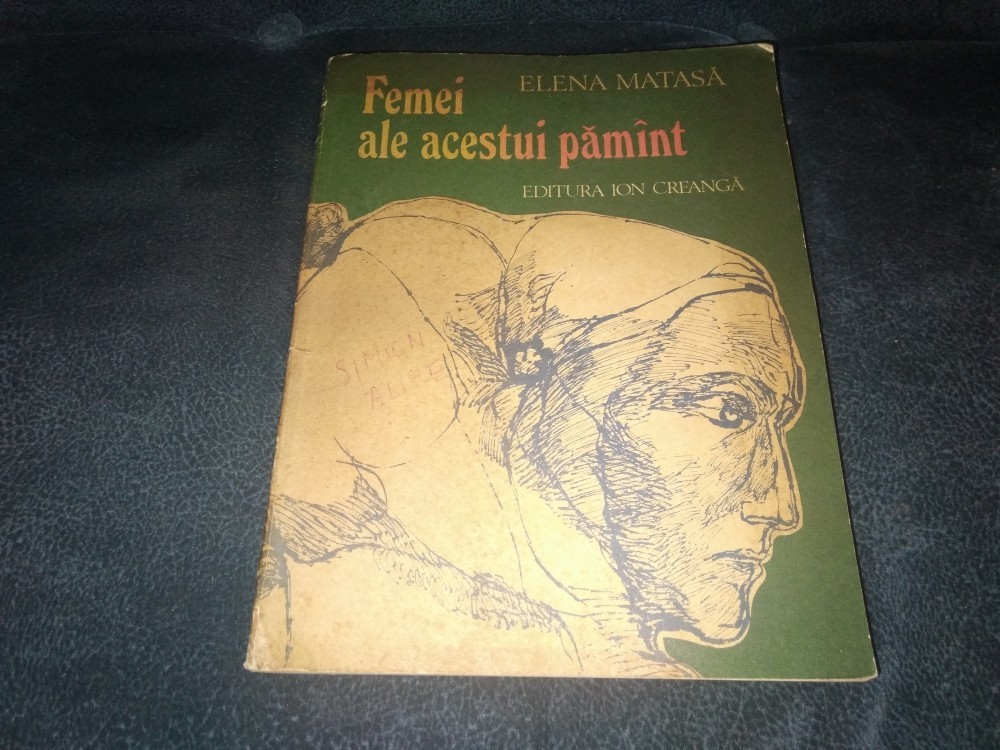 Femei
ELENA MATASĂ
ale acestui pămînt
EDITURA ION CREANGĂ
SIMION